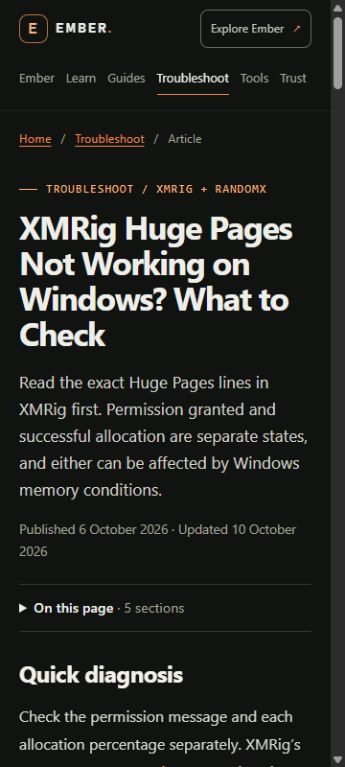 E EMBER.
Explore Ember ↗
Ember Learn Guides Troubleshoot Tools Trust
Home / Troubleshoot / Article
TROUBLESHOOT / XMRIG + RANDOMX
XMRig Huge Pages
Not Working on
Windows? What to
Check
Read the exact Huge Pages lines in
XMRig first. Permission granted and
successful allocation are separate states,
and either can be affected by Windows
memory conditions.
Published 6 October 2026 · Updated 10 October
2026
On this page · 5 sections
Quick diagnosis
Check the permission message and each
allocation percentage separately. XMRig's